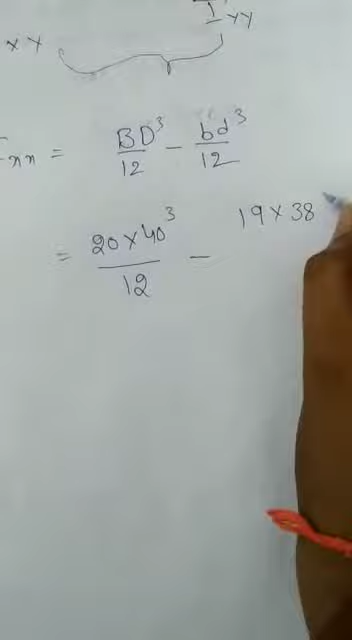 I yy
xy
I xx = BD³/12 - bd³/12
= 20×40³/12 - 19×38